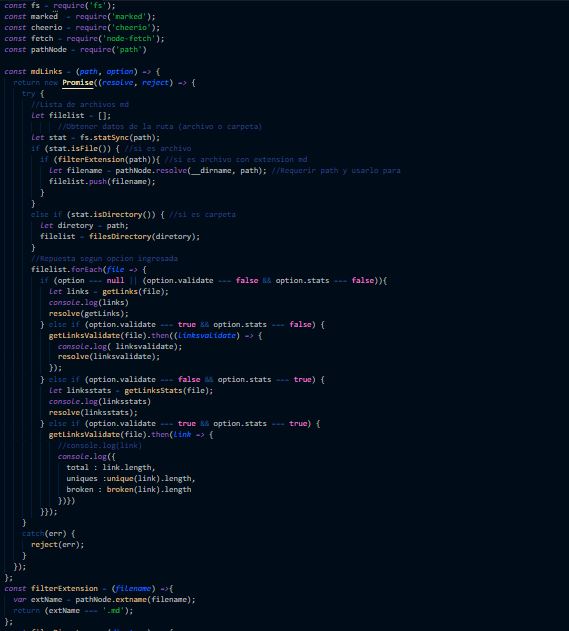 const fs = require('fs');
const marked  = require('marked');
const cheerio = require('cheerio');
const fetch = require('node-fetch');
const pathNode = require('path')

const mdLinks = (path, option) => {
  return new Promise((resolve, reject) => {
    try {
      //Lista de archivos md
      let filelist = [];
            //Obtener datos de la ruta (archivo o carpeta)
      let stat = fs.statSync(path);
      if (stat.isFile()) { //si es archivo
        if (filterExtension(path)){ //si es archivo con extension md
          let filename = pathNode.resolve(__dirname, path); //Requerir path y usarlo para
          filelist.push(filename);
        }
      }
      else if (stat.isDirectory()) { //si es carpeta
        let diretory = path;
        filelist = filesDirectory(diretory);
      }
      //Repuesta segun opcion ingresada
      filelist.forEach(file => {
        if (option === null || (option.validate === false && option.stats === false)){
          let links = getLinks(file);
          console.log(links)
          resolve(getLinks);
        } else if (option.validate === true && option.stats === false) {
          getLinksValidate(file).then((linksvalidate) => {
            console.log( linksvalidate);
            resolve(linksvalidate);
          });
        } else if (option.validate === false && option.stats === true) {
          let linksstats = getLinksStats(file);
          console.log(linksstats)
          resolve(linksstats);
        } else if (option.validate === true && option.stats === true) {
          getLinksValidate(file).then(link => {
            //console.log(link)
            console.log({
              total : link.length,
              uniques :unique(link).length,
              broken : broken(link).length
            })})
        }});
    }
    catch(err) {
      reject(err);
    }
  });
};
const filterExtension = (filename) =>{
  var extName = pathNode.extname(filename);
  return (extName === '.md');
};